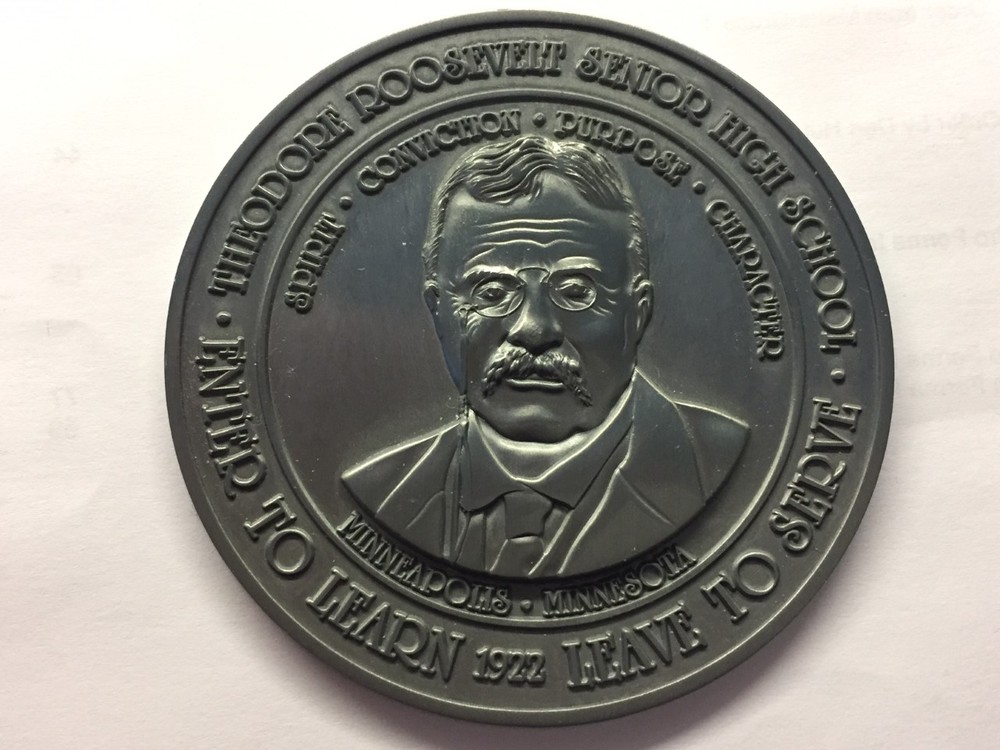 • THEODORE ROOSEVELT SENIOR HIGH SCHOOL •
SPIRIT • CONVICTION • PURPOSE • CHARACTER
MINNEAPOLIS • MINNESOTA
ENTER TO LEARN 1922 LEAVE TO SERVE